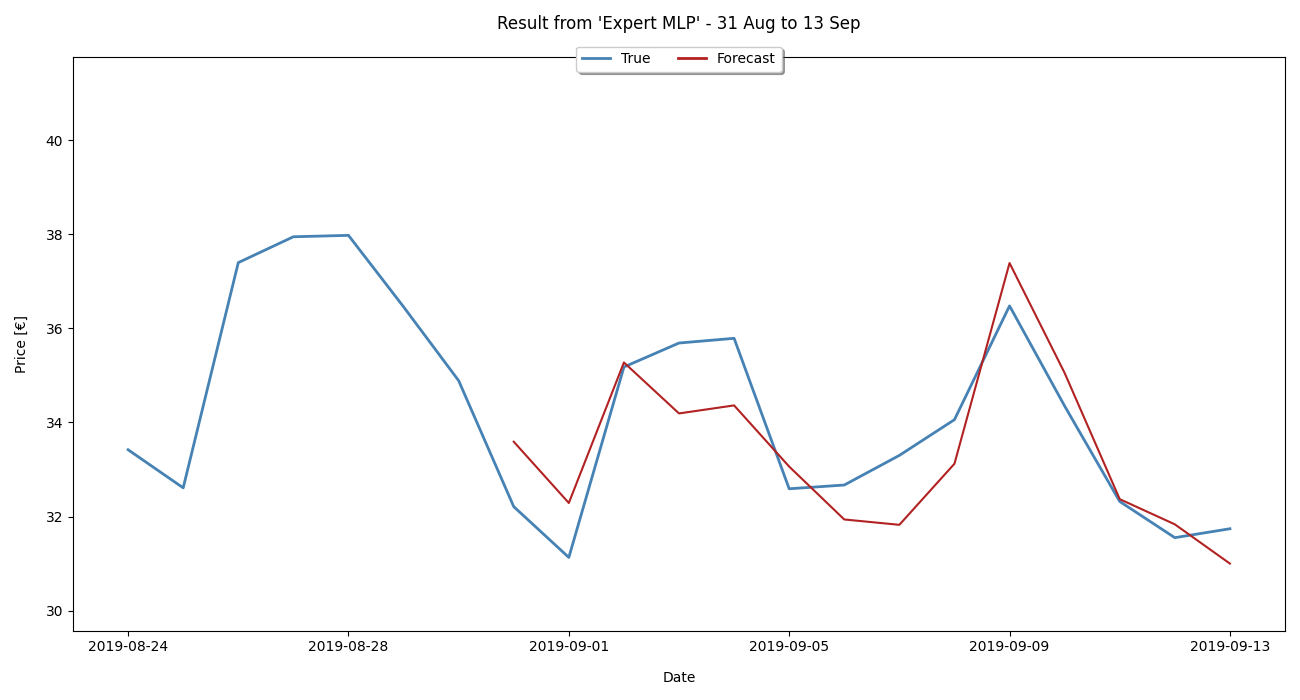 Result from 'Expert MLP' - 31 Aug to 13 Sep
True
Forecast
40
38
36
34
32
30
Price [€]
2019-08-24
2019-08-28
2019-09-01
2019-09-05
2019-09-09
2019-09-13
Date